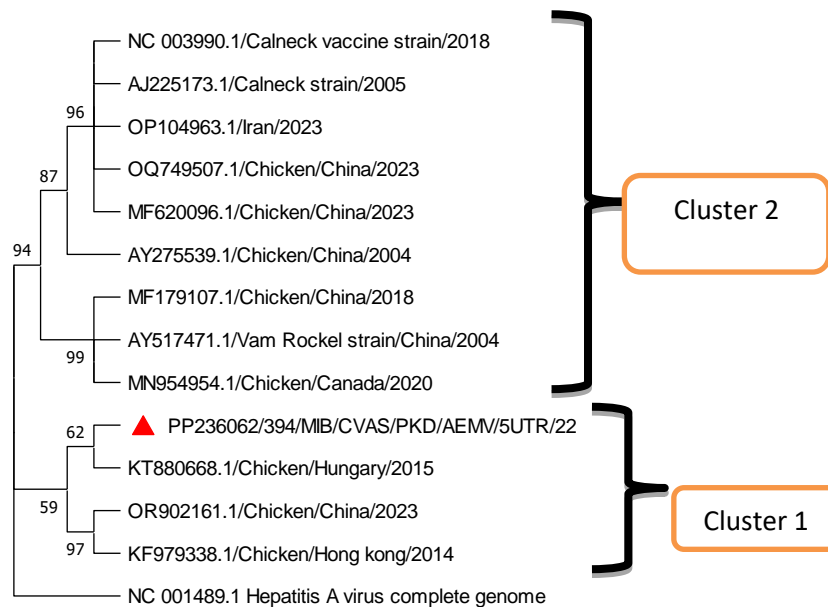 NC 003990.1/Calneck vaccine strain/2018
AJ225173.1/Calneck strain/2005
96
OP104963.1/Iran/2023
OQ749507.1/Chicken/China/2023
87
MF620096.1/Chicken/China/2023
Cluster 2
AY275539.1/Chicken/China/2004
94
MF179107.1/Chicken/China/2018
AY517471.1/Vam Rockel strain/China/2004
99
MN954954.1/Chicken/Canada/2020
62
PP236062/394/MIB/CVAS/PKD/AEMV/5UTR/22
KT880668.1/Chicken/Hungary/2015
59
OR902161.1/Chicken/China/2023
Cluster 1
97
KF979338.1/Chicken/Hong kong/2014
NC 001489.1 Hepatitis A virus complete genome